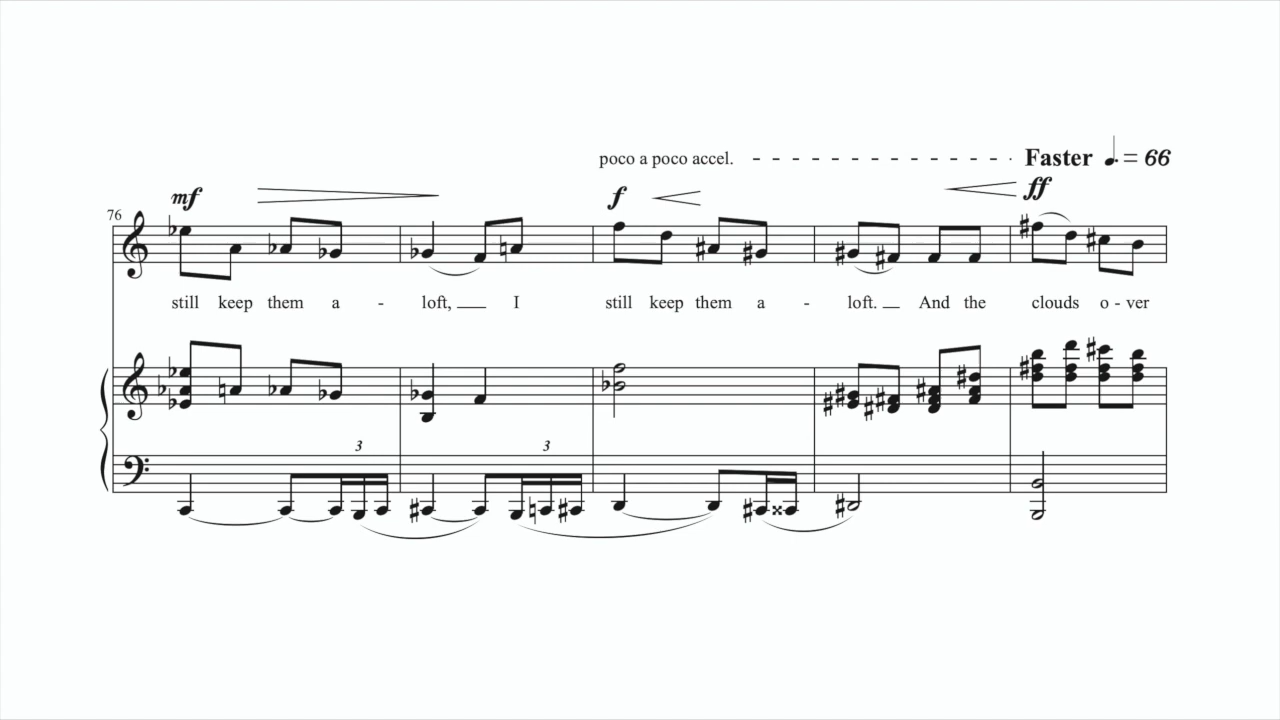 poco a poco accel. Faster ♩. = 66
mf f ff
76
still keep them a - loft, I still keep them a - loft. And the clouds o - ver
3 3